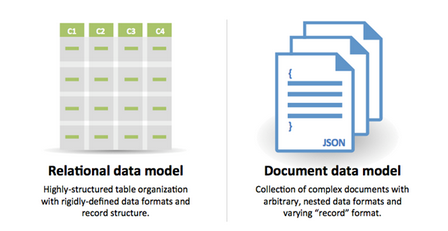 C1 C2 C3 C4
Relational data model
Highly-structured table organization
with rigidly-defined data formats and
record structure.
{
}
JSON
Document data model
Collection of complex documents with
arbitrary, nested data formats and
varying “record” format.